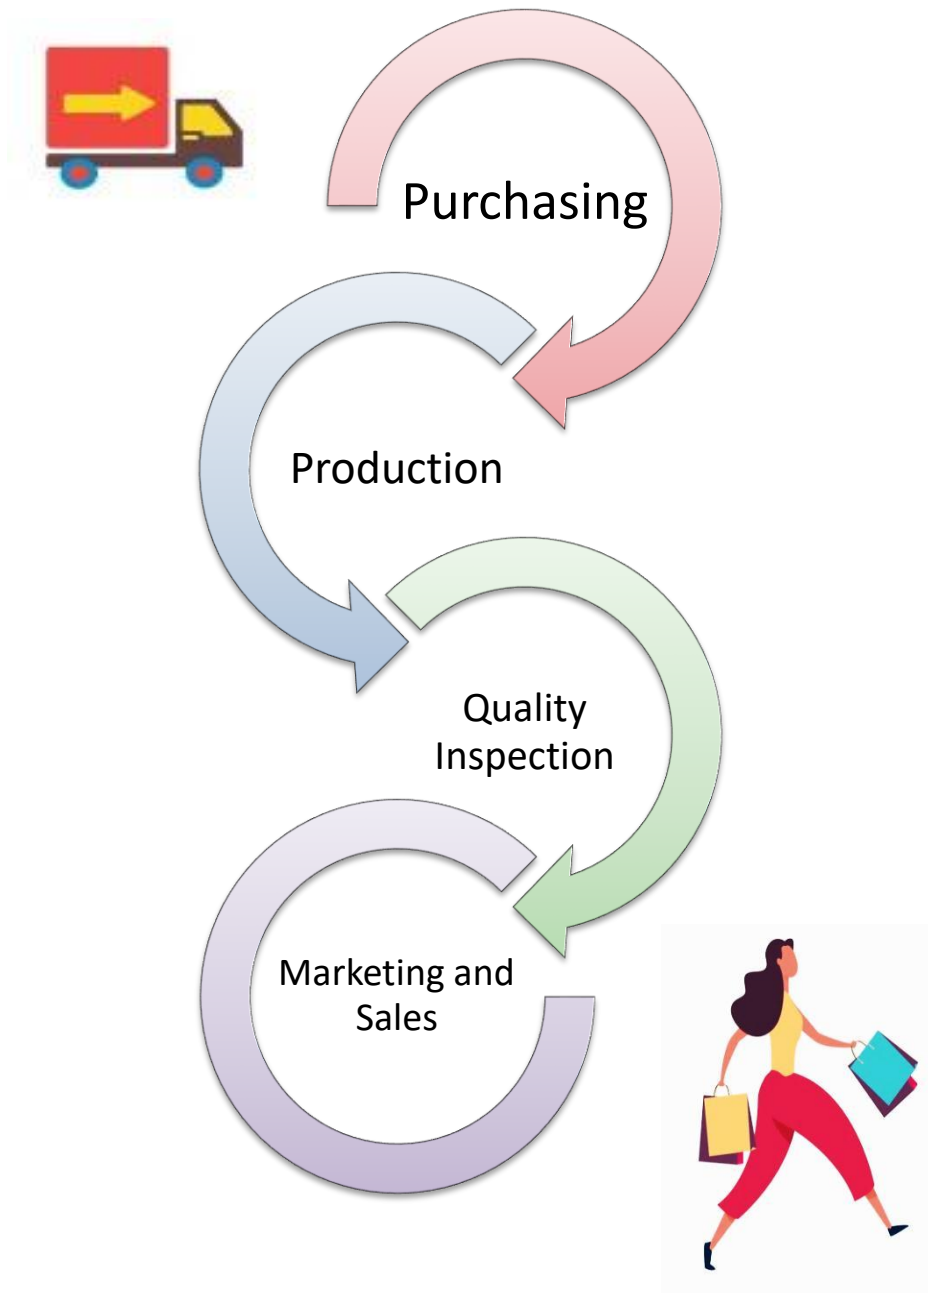 Purchasing
Production
Quality
Inspection
Marketing and
Sales